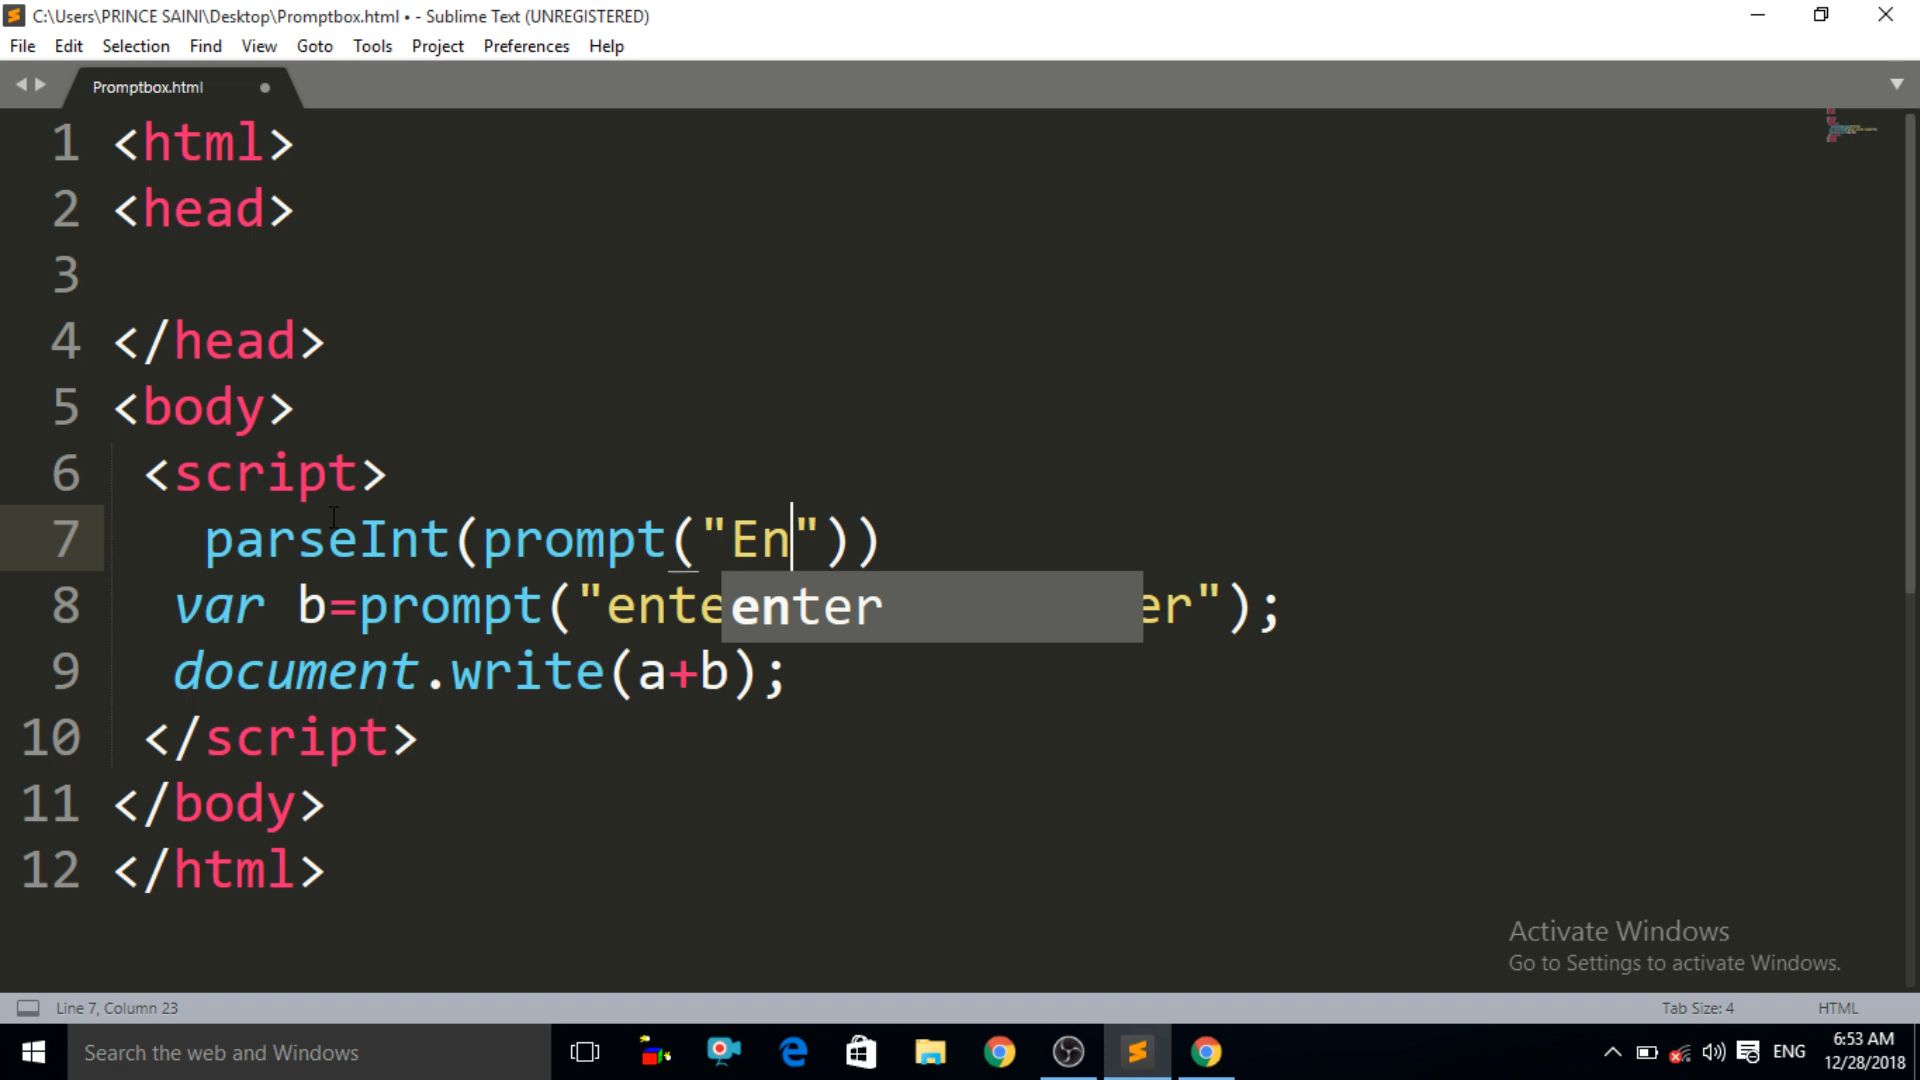 C:\Users\PRINCE SAINI\Desktop\Promptbox.html • - Sublime Text (UNREGISTERED)
File Edit Selection Find View Goto Tools Project Preferences Help
Promptbox.html
1 <html>
2 <head>
3
4 </head>
5 <body>
6 <script>
7 parseInt(prompt("En"))
8 var b=prompt("ente enter er");
9 document.write(a+b);
10 </script>
11 </body>
12 </html>
Activate Windows
Go to Settings to activate Windows.
Line 7, Column 23 Tab Size: 4 HTML
Search the web and Windows ENG 6:53 AM
12/28/2018